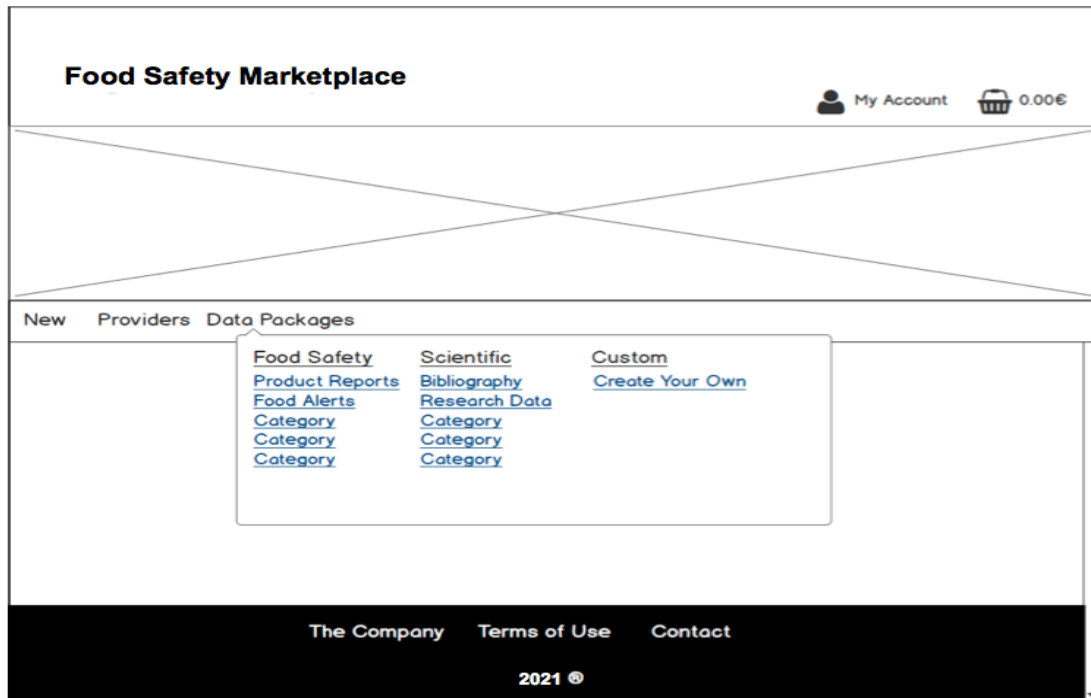 Food Safety Marketplace
My Account 0.00€
New Providers Data Packages
Food Safety Scientific Custom
Product Reports Bibliography Create Your Own
Food Alerts Research Data
Category Category
Category Category
Category Category
The Company Terms of Use Contact
2021 ®